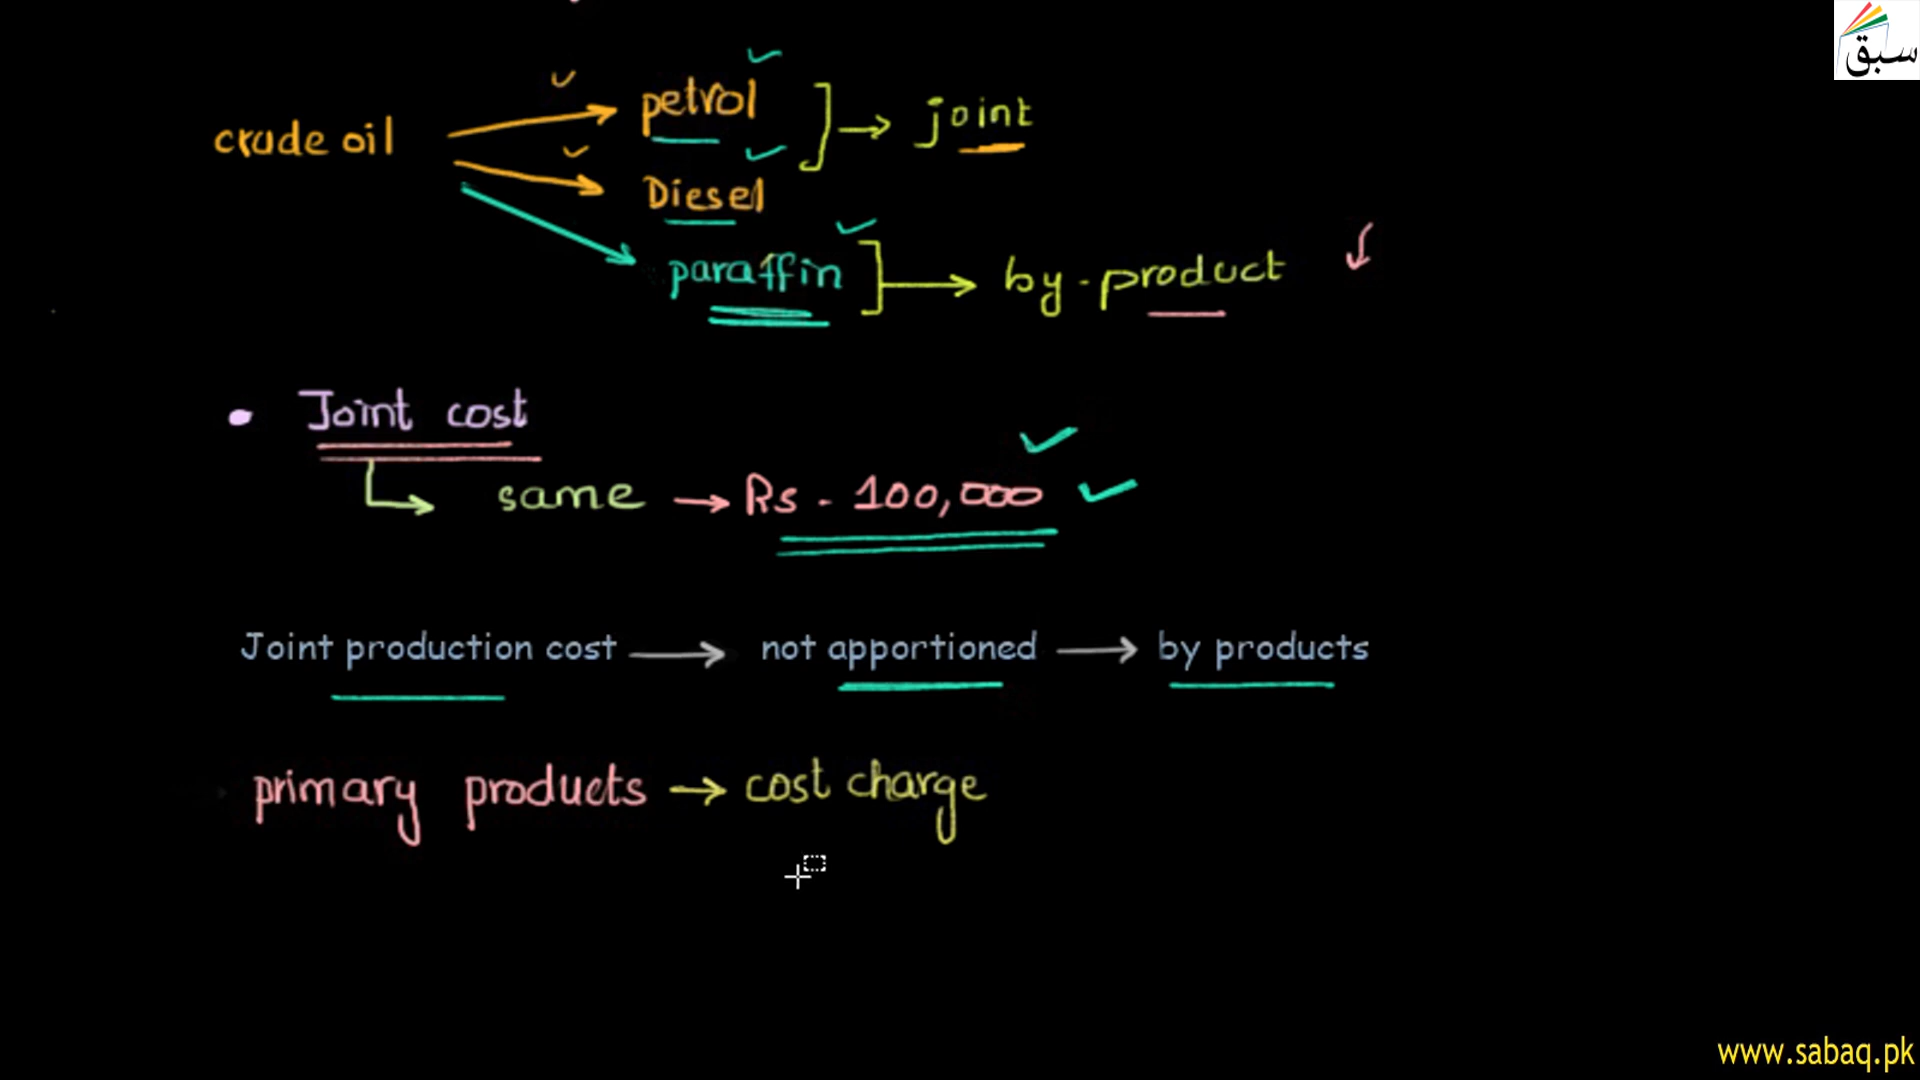 سبق
petrol
crude oil → joint
Diesel
paraffin → by-product
• Joint cost
same → Rs - 100,000
Joint production cost → not apportioned → by products
primary products → cost charge
www.sabaq.pk